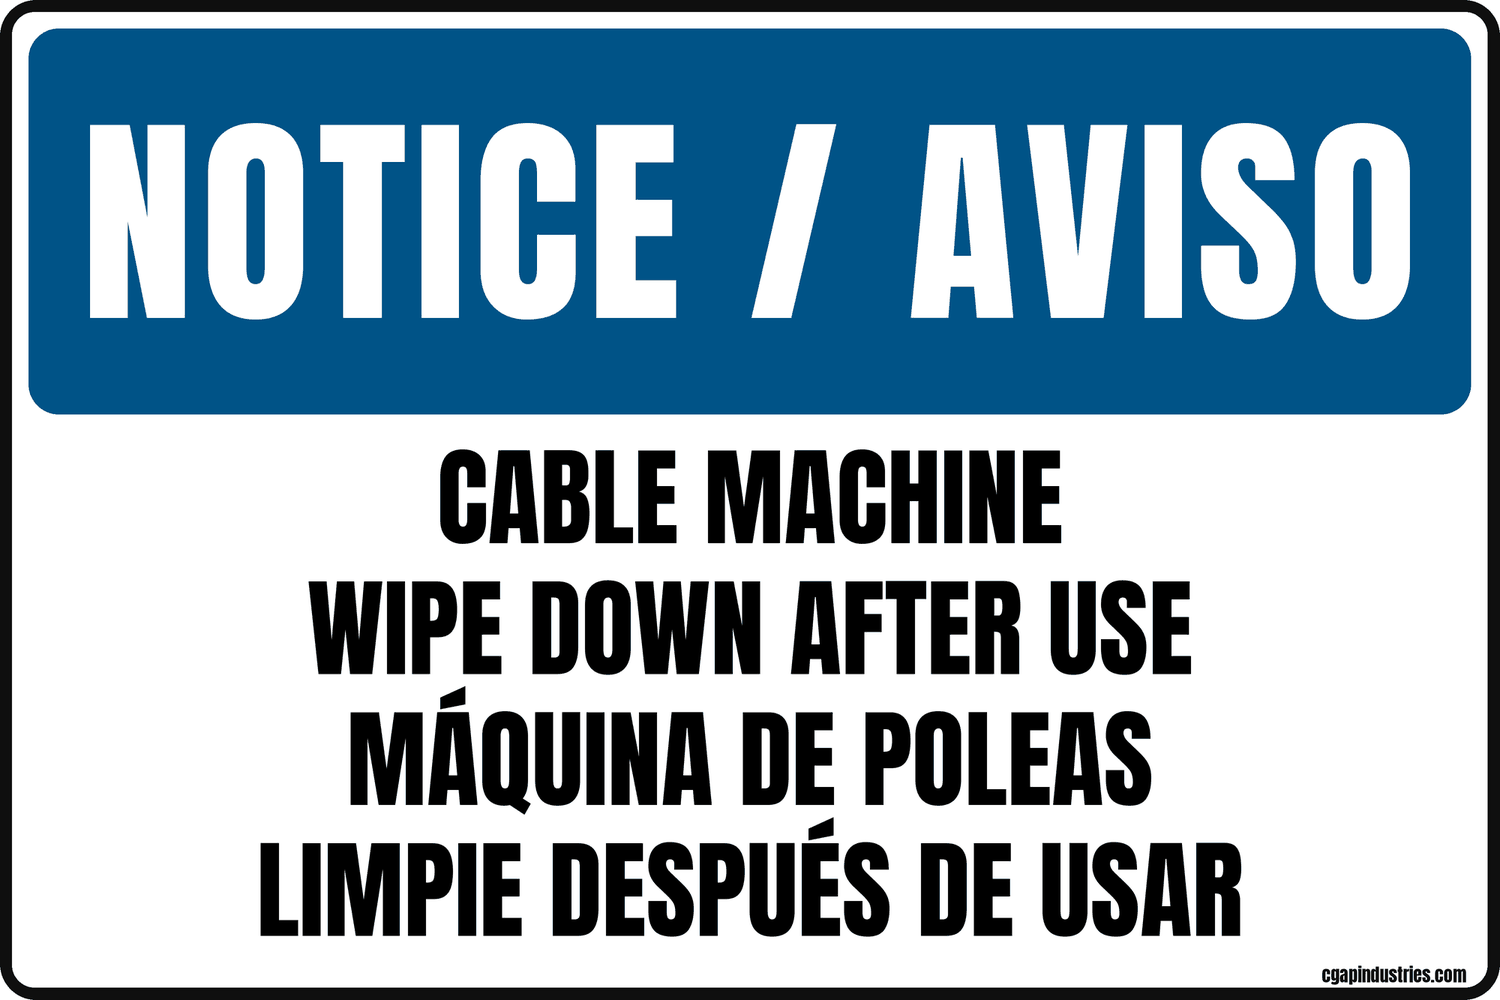 NOTICE / AVISO
CABLE MACHINE
WIPE DOWN AFTER USE
MÁQUINA DE POLEAS
LIMPIE DESPUÉS DE USAR
cgapindustries.com